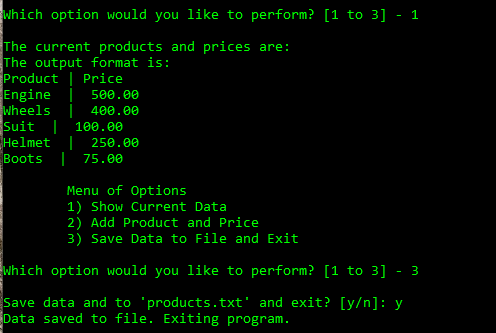 Which option would you like to perform? [1 to 3] - 1
The current products and prices are:
The output format is:
Product | Price
Engine  |  500.00
Wheels  |  400.00
Suit  |  100.00
Helmet  |  250.00
Boots  |  75.00
Menu of Options
1) Show Current Data
2) Add Product and Price
3) Save Data to File and Exit
Which option would you like to perform? [1 to 3] - 3
Save data and to 'products.txt' and exit? [y/n]: y
Data saved to file. Exiting program.